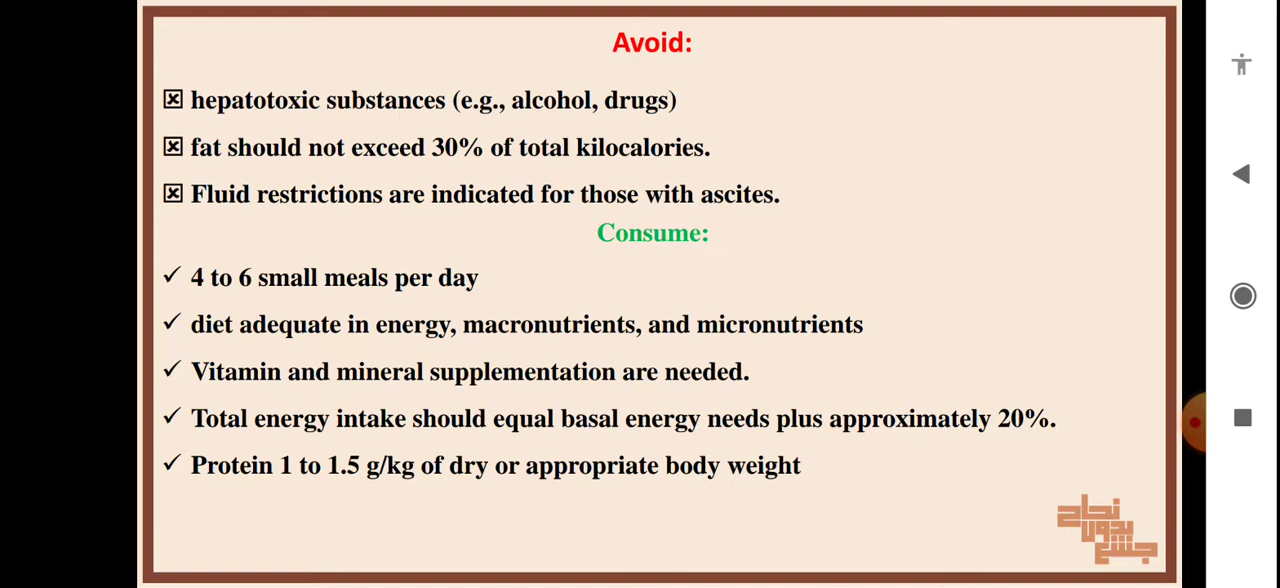 Avoid:
☒ hepatotoxic substances (e.g., alcohol, drugs)
☒ fat should not exceed 30% of total kilocalories.
☒ Fluid restrictions are indicated for those with ascites.
Consume:
✓ 4 to 6 small meals per day
✓ diet adequate in energy, macronutrients, and micronutrients
✓ Vitamin and mineral supplementation are needed.
✓ Total energy intake should equal basal energy needs plus approximately 20%.
✓ Protein 1 to 1.5 g/kg of dry or appropriate body weight
نجاح
بدون